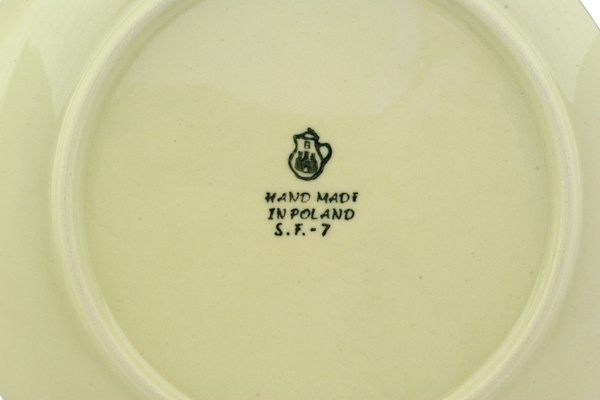 B
HAND MADE
IN POLAND
S.F.-7